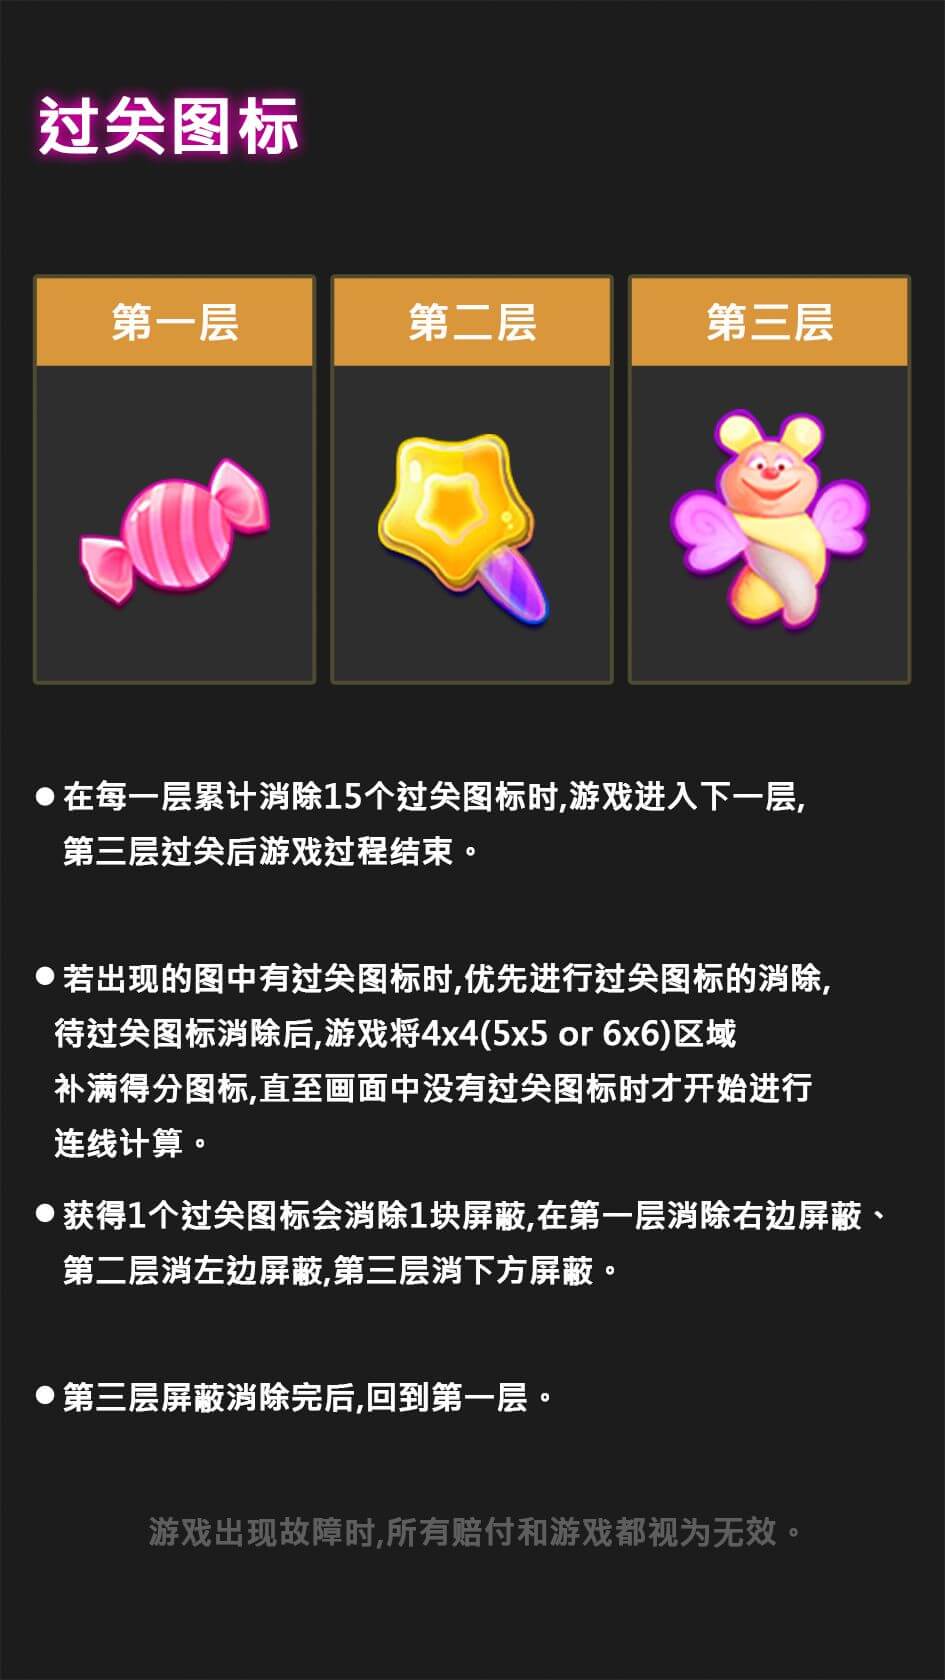 过关图标
第一层
第二层
第三层
●在每一层累计消除15个过关图标时,游戏进入下一层,
第三层过关后游戏过程结束。
●若出现的图中有过关图标时,优先进行过关图标的消除,
待过关图标消除后,游戏将4x4(5x5 or 6x6)区域
补满得分图标,直至画面中没有过关图标时才开始进行
连线计算。
●获得1个过关图标会消除1块屏蔽,在第一层消除右边屏蔽、
第二层消左边屏蔽,第三层消下方屏蔽。
●第三层屏蔽消除完后,回到第一层。
游戏出现故障时,所有赔付和游戏都视为无效。